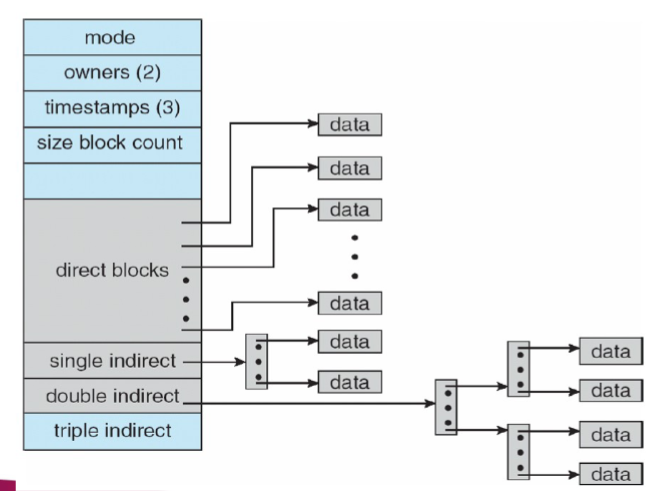 mode
owners (2)
timestamps (3)
size block count
direct blocks
single indirect
double indirect
triple indirect
data
data
data
data
data
data
data
data
data
data